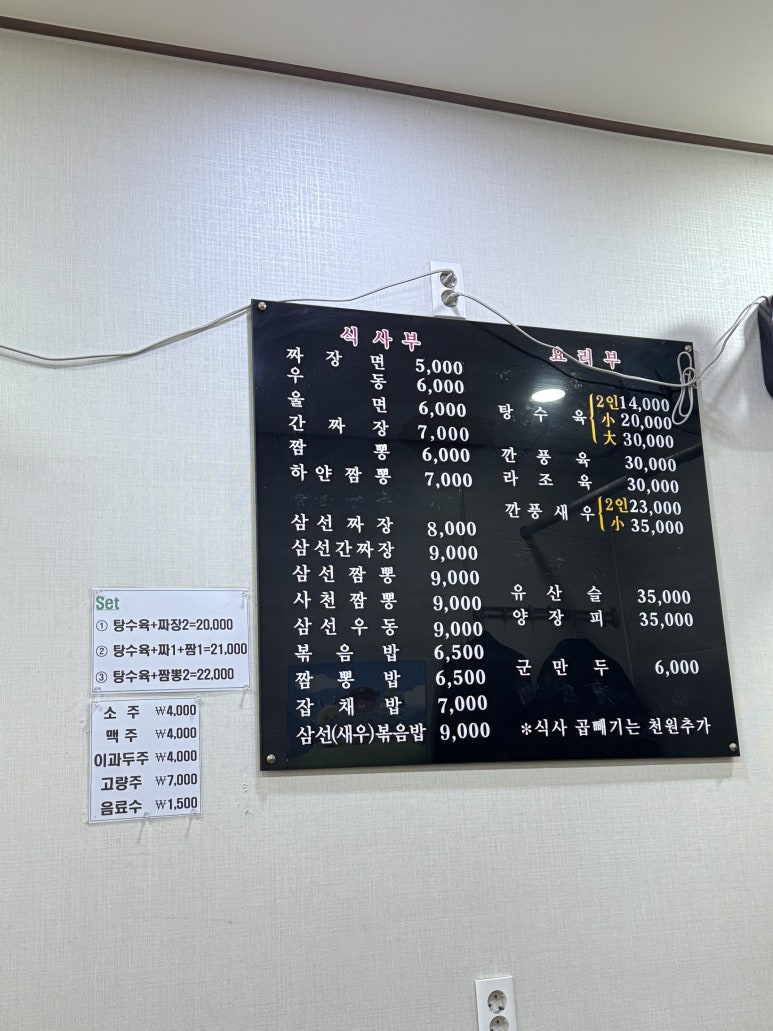 식사부
짜장면 5,000
우동 6,000
울면 6,000
간짜장 7,000
짬뽕 6,000
하얀짬뽕 7,000
삼선짜장 8,000
삼선간짜장 9,000
삼선짬뽕 9,000
사천짬뽕 9,000
삼선우동 9,000
볶음밥 6,500
짬뽕밥 6,500
잡채밥 7,000
삼선(새우)볶음밥 9,000
요리부
탕수육 2인 14,000
小 20,000
大 30,000
깐풍육 30,000
라조육 30,000
깐풍새우 2인 23,000
小 35,000
유산슬 35,000
양장피 35,000
군만두 6,000
*식사 곱빼기는 천원추가
Set
① 탕수육+짜장2=20,000
② 탕수육+짜1+짬1=21,000
③ 탕수육+짬뽕2=22,000
소주 ₩4,000
맥주 ₩4,000
이과두주 ₩4,000
고량주 ₩7,000
음료수 ₩1,500